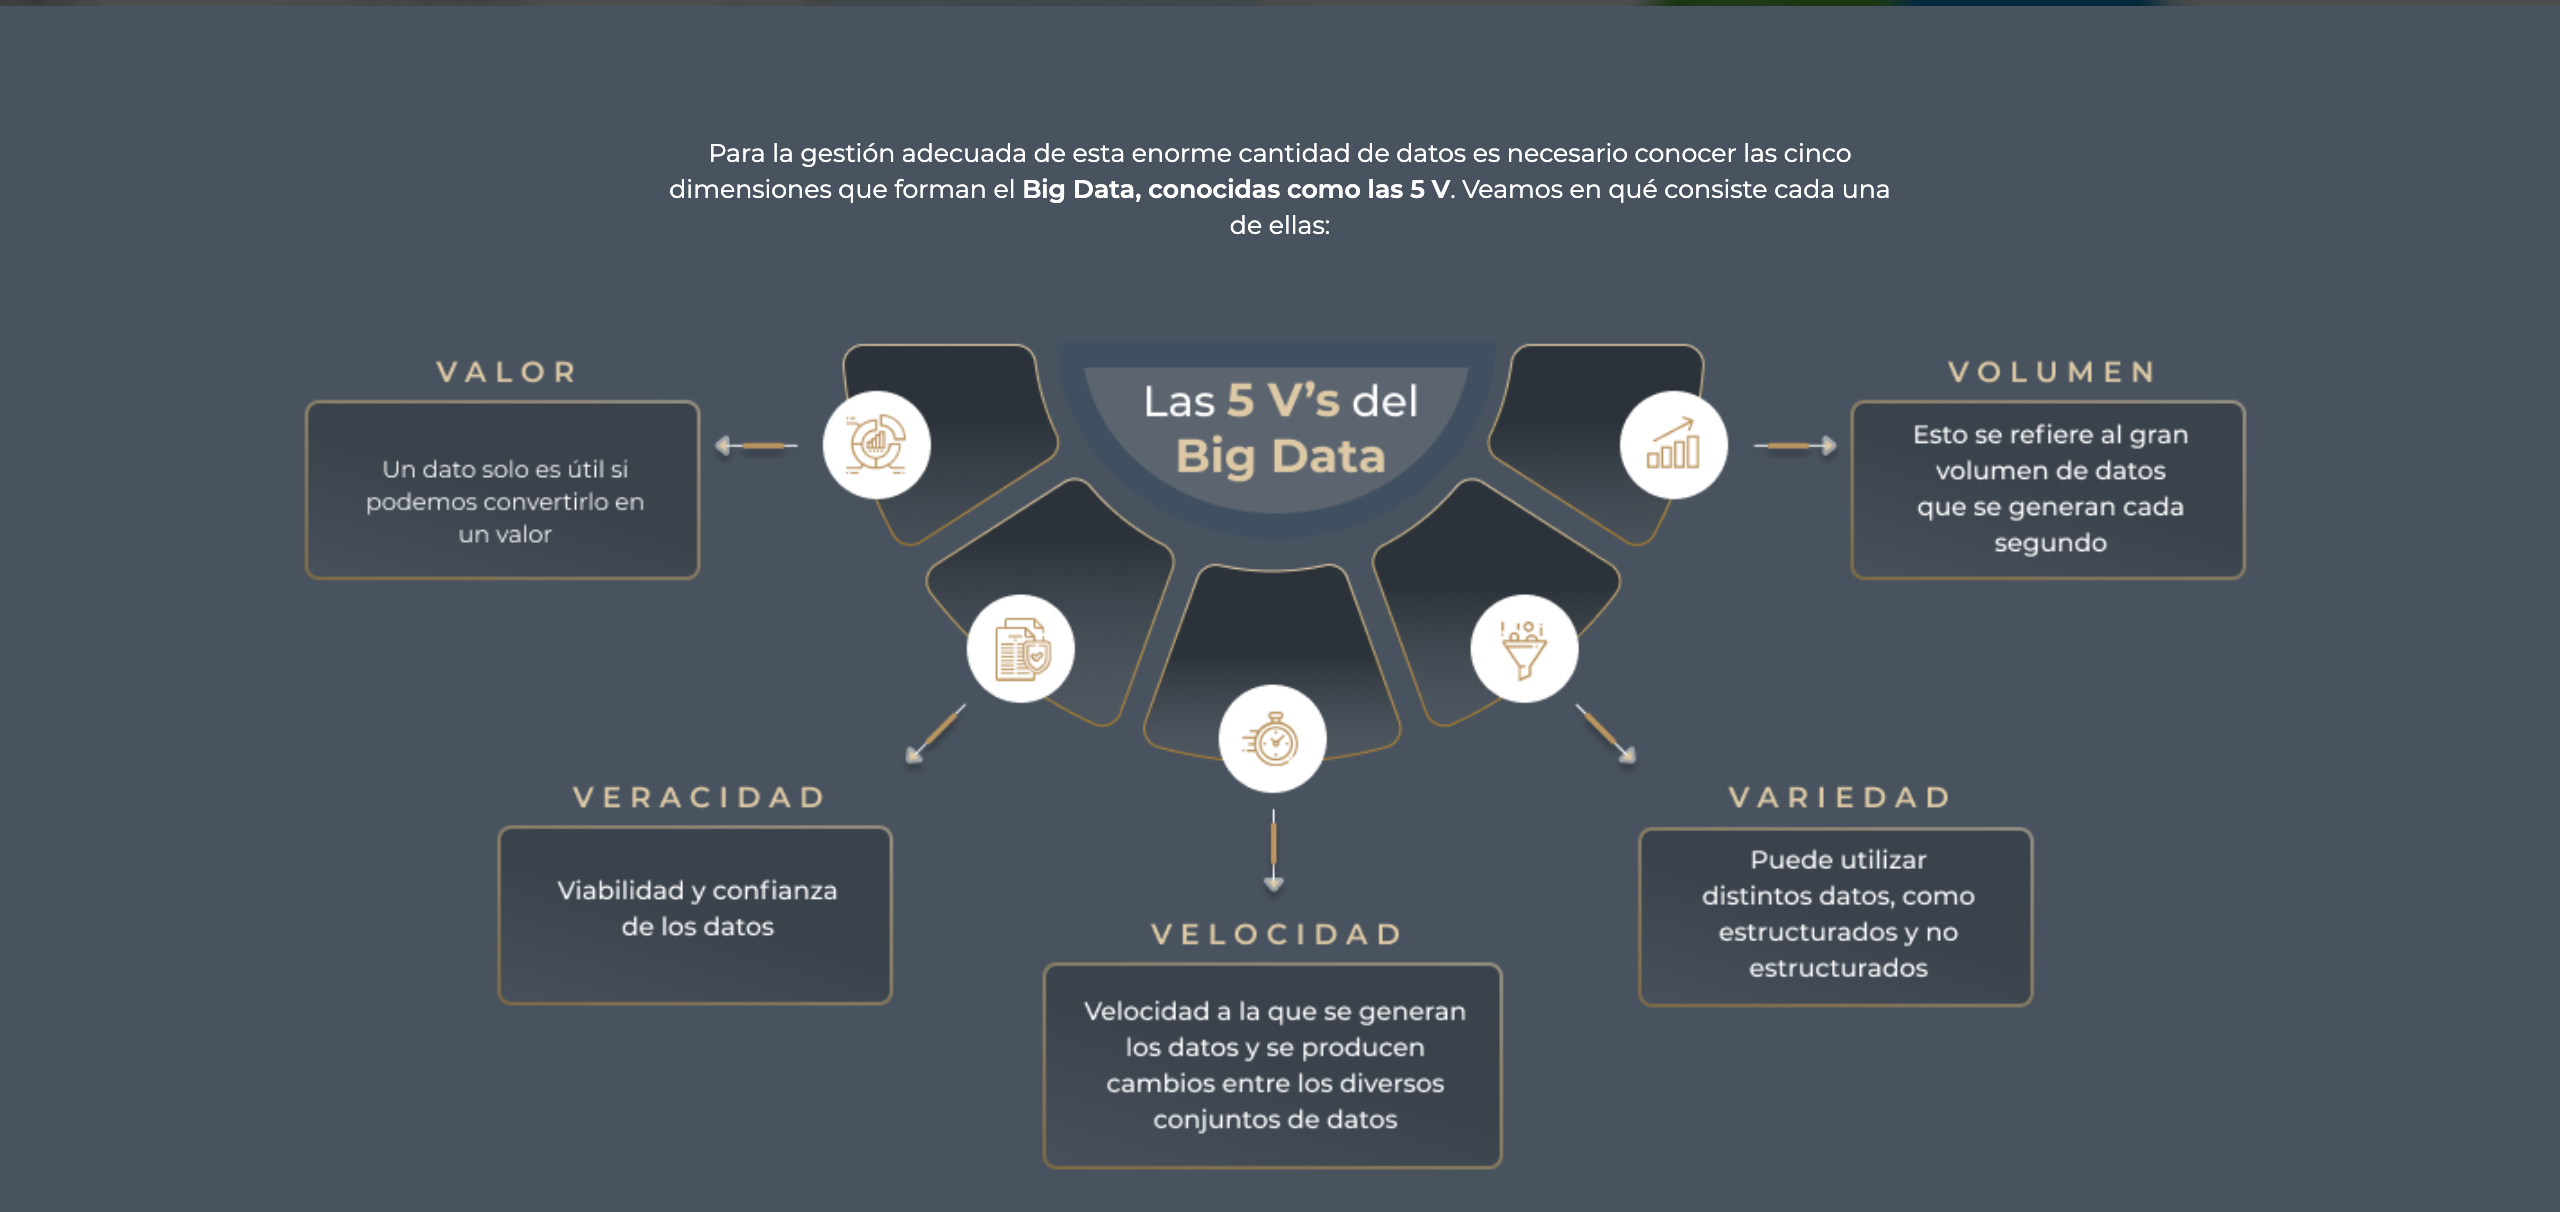 Para la gestión adecuada de esta enorme cantidad de datos es necesario conocer las cinco
dimensiones que forman el Big Data, conocidas como las 5 V. Veamos en qué consiste cada una
de ellas:
Las 5 V's del
Big Data
VALOR
Un dato solo es útil si
podemos convertirlo en
un valor
VOLUMEN
Esto se refiere al gran
volumen de datos
que se generan cada
segundo
VERACIDAD
Viabilidad y confianza
de los datos
VELOCIDAD
Velocidad a la que se generan
los datos y se producen
cambios entre los diversos
conjuntos de datos
VARIEDAD
Puede utilizar
distintos datos, como
estructurados y no
estructurados